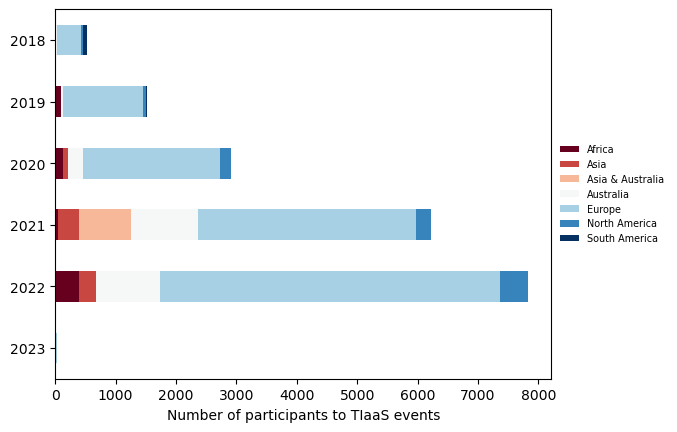 2018
2019
2020
2021
2022
2023
0 1000 2000 3000 4000 5000 6000 7000 8000
Number of participants to TIaaS events
Africa
Asia
Asia & Australia
Australia
Europe
North America
South America